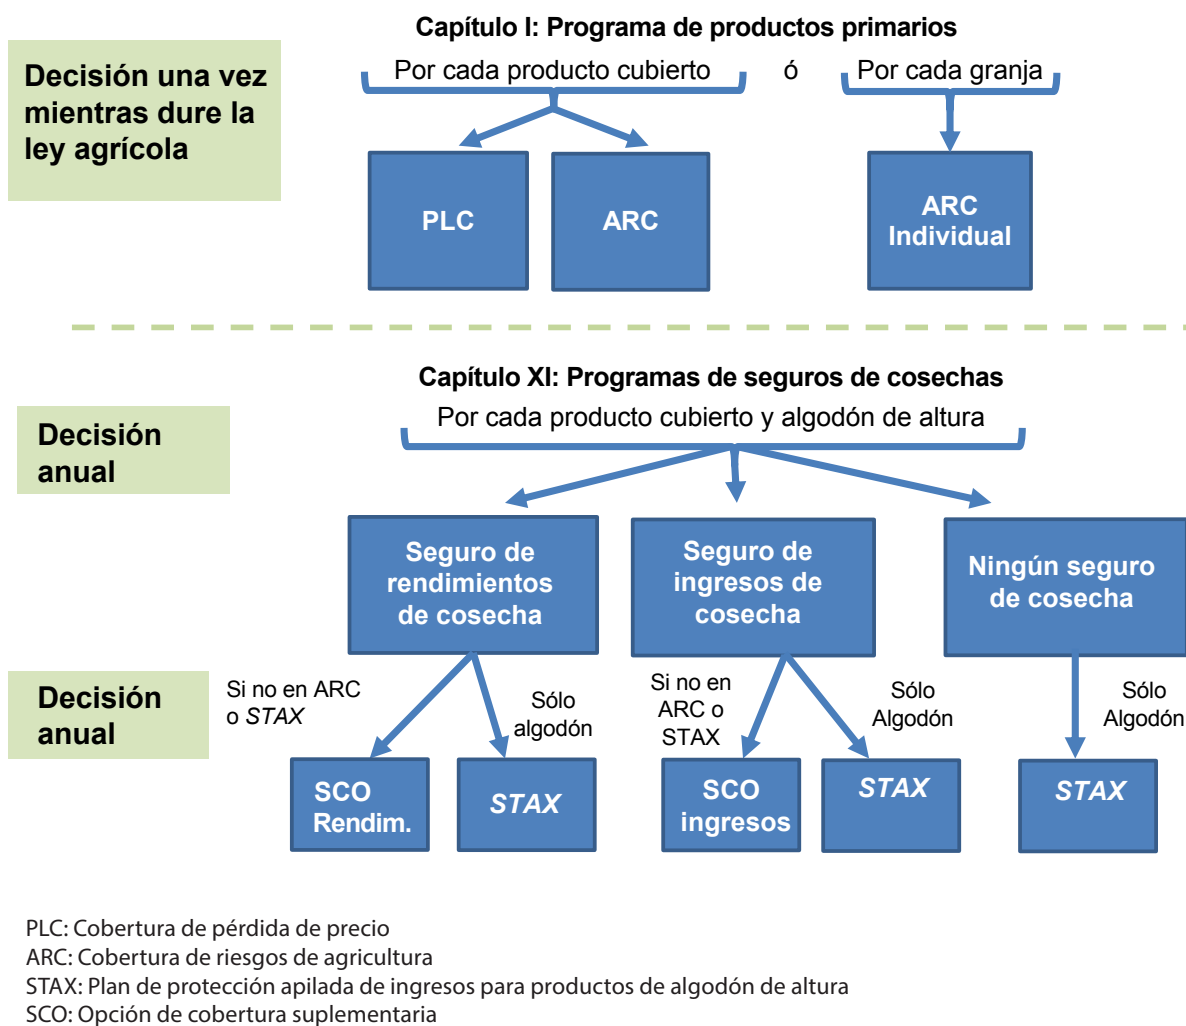 Capítulo I: Programa de productos primarios
Decisión una vez
mientras dure la
ley agrícola
Por cada producto cubierto
ó
Por cada granja
PLC
ARC
ARC
Individual
Capítulo XI: Programas de seguros de cosechas
Decisión
anual
Por cada producto cubierto y algodón de altura
Seguro de
rendimientos
de cosecha
Seguro de
ingresos de
cosecha
Ningún seguro
de cosecha
Decisión
anual
Si no en ARC
o STAX
Sólo
algodón
Si no en
ARC o
STAX
Sólo
Algodón
Sólo
Algodón
SCO
Rendim.
STAX
SCO
ingresos
STAX
STAX
PLC: Cobertura de pérdida de precio
ARC: Cobertura de riesgos de agricultura
STAX: Plan de protección apilada de ingresos para productos de algodón de altura
SCO: Opción de cobertura suplementaria